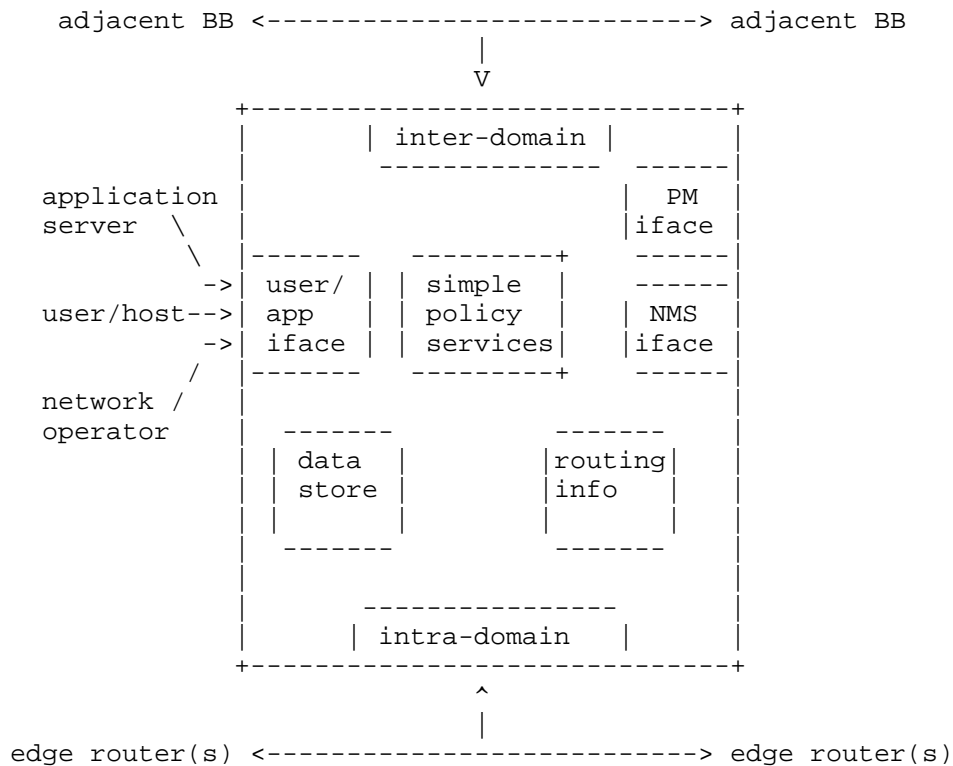 adjacent BB <----------------------------> adjacent BB
|
V
+------------------------------+
| | inter-domain | |
| -------------- ------|
application | | PM |
server \ | |iface |
\ |------- ---------+ ------|
->| user/ | | simple | ------|
user/host-->| app | | policy | | NMS |
->| iface | | services| |iface |
/ |------- ---------+ ------|
network / | |
operator | ------- ------- |
| | data | |routing| |
| | store | |info | |
| | | | | |
| ------- ------- |
| |
| ---------------- |
| | intra-domain | |
+------------------------------+
^
|
edge router(s) <----------------------------> edge router(s)